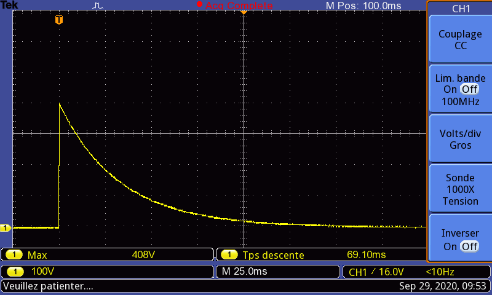 Tek
Acq Complete
M Pos: 100.0ms
CH1
T
Couplage
CC
Lim. bande
On Off
100MHz
Volts/div
Gros
Sonde
1000X
Tension
Inverser
On Off
1
1 Max 408V
1 Tps descente 69.10ms
1 100V
M 25.0ms
CH1 / 16.0V <10Hz
Veuillez patienter....
Sep 29, 2020, 09:53